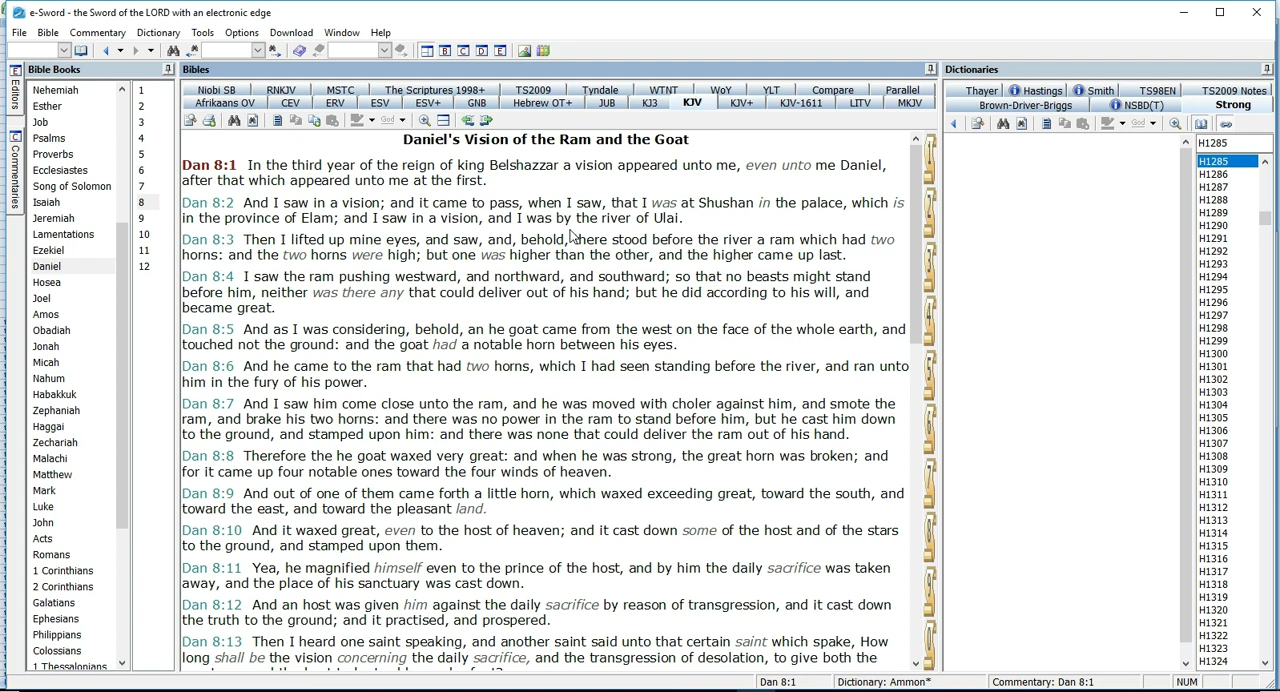 e-Sword - the Sword of the LORD with an electronic edge
File Bible Commentary Dictionary Tools Options Download Window Help
B C D E
Editors
Commentaries
Bible Books
Nehemiah
Esther
Job
Psalms
Proverbs
Ecclesiastes
Song of Solomon
Isaiah
Jeremiah
Lamentations
Ezekiel
Daniel
Hosea
Joel
Amos
Obadiah
Jonah
Micah
Nahum
Habakkuk
Zephaniah
Haggai
Zechariah
Malachi
Matthew
Mark
Luke
John
Acts
Romans
1 Corinthians
2 Corinthians
Galatians
Ephesians
Philippians
Colossians
1 Thessalonians
1
2
3
4
5
6
7
8
9
10
11
12
Bibles
Niobi SB RNKJV MSTC The Scriptures 1998+ TS2009 Tyndale WTNT WoY YLT Compare Parallel
Afrikaans OV CEV ERV ESV ESV+ GNB Hebrew OT+ JUB KJ3 KJV KJV+ KJV-1611 LITV MKJV
God
Daniel's Vision of the Ram and the Goat
Dan 8:1 In the third year of the reign of king Belshazzar a vision appeared unto me, even unto me Daniel,
after that which appeared unto me at the first.
Dan 8:2 And I saw in a vision; and it came to pass, when I saw, that I was at Shushan in the palace, which is
in the province of Elam; and I saw in a vision, and I was by the river of Ulai.
Dan 8:3 Then I lifted up mine eyes, and saw, and, behold, there stood before the river a ram which had two
horns: and the two horns were high; but one was higher than the other, and the higher came up last.
Dan 8:4 I saw the ram pushing westward, and northward, and southward; so that no beasts might stand
before him, neither was there any that could deliver out of his hand; but he did according to his will, and
became great.
Dan 8:5 And as I was considering, behold, an he goat came from the west on the face of the whole earth, and
touched not the ground: and the goat had a notable horn between his eyes.
Dan 8:6 And he came to the ram that had two horns, which I had seen standing before the river, and ran unto
him in the fury of his power.
Dan 8:7 And I saw him come close unto the ram, and he was moved with choler against him, and smote the
ram, and brake his two horns: and there was no power in the ram to stand before him, but he cast him down
to the ground, and stamped upon him: and there was none that could deliver the ram out of his hand.
Dan 8:8 Therefore the he goat waxed very great: and when he was strong, the great horn was broken; and
for it came up four notable ones toward the four winds of heaven.
Dan 8:9 And out of one of them came forth a little horn, which waxed exceeding great, toward the south, and
toward the east, and toward the pleasant land.
Dan 8:10 And it waxed great, even to the host of heaven; and it cast down some of the host and of the stars
to the ground, and stamped upon them.
Dan 8:11 Yea, he magnified himself even to the prince of the host, and by him the daily sacrifice was taken
away, and the place of his sanctuary was cast down.
Dan 8:12 And an host was given him against the daily sacrifice by reason of transgression, and it cast down
the truth to the ground; and it practised, and prospered.
Dan 8:13 Then I heard one saint speaking, and another saint said unto that certain saint which spake, How
long shall be the vision concerning the daily sacrifice, and the transgression of desolation, to give both the
1
2
3
4
5
6
7
8
9
0
Dictionaries
Thayer Hastings Smith TS98EN TS2009 Notes
Brown-Driver-Briggs NSBD(T) Strong
God
H1285
H1285
H1286
H1287
H1288
H1289
H1290
H1291
H1292
H1293
H1294
H1295
H1296
H1297
H1298
H1299
H1300
H1301
H1302
H1303
H1304
H1305
H1306
H1307
H1308
H1309
H1310
H1311
H1312
H1313
H1314
H1315
H1316
H1317
H1318
H1319
H1320
H1321
H1322
H1323
H1324
Dan 8:1 Dictionary: Ammon* Commentary: Dan 8:1 NUM